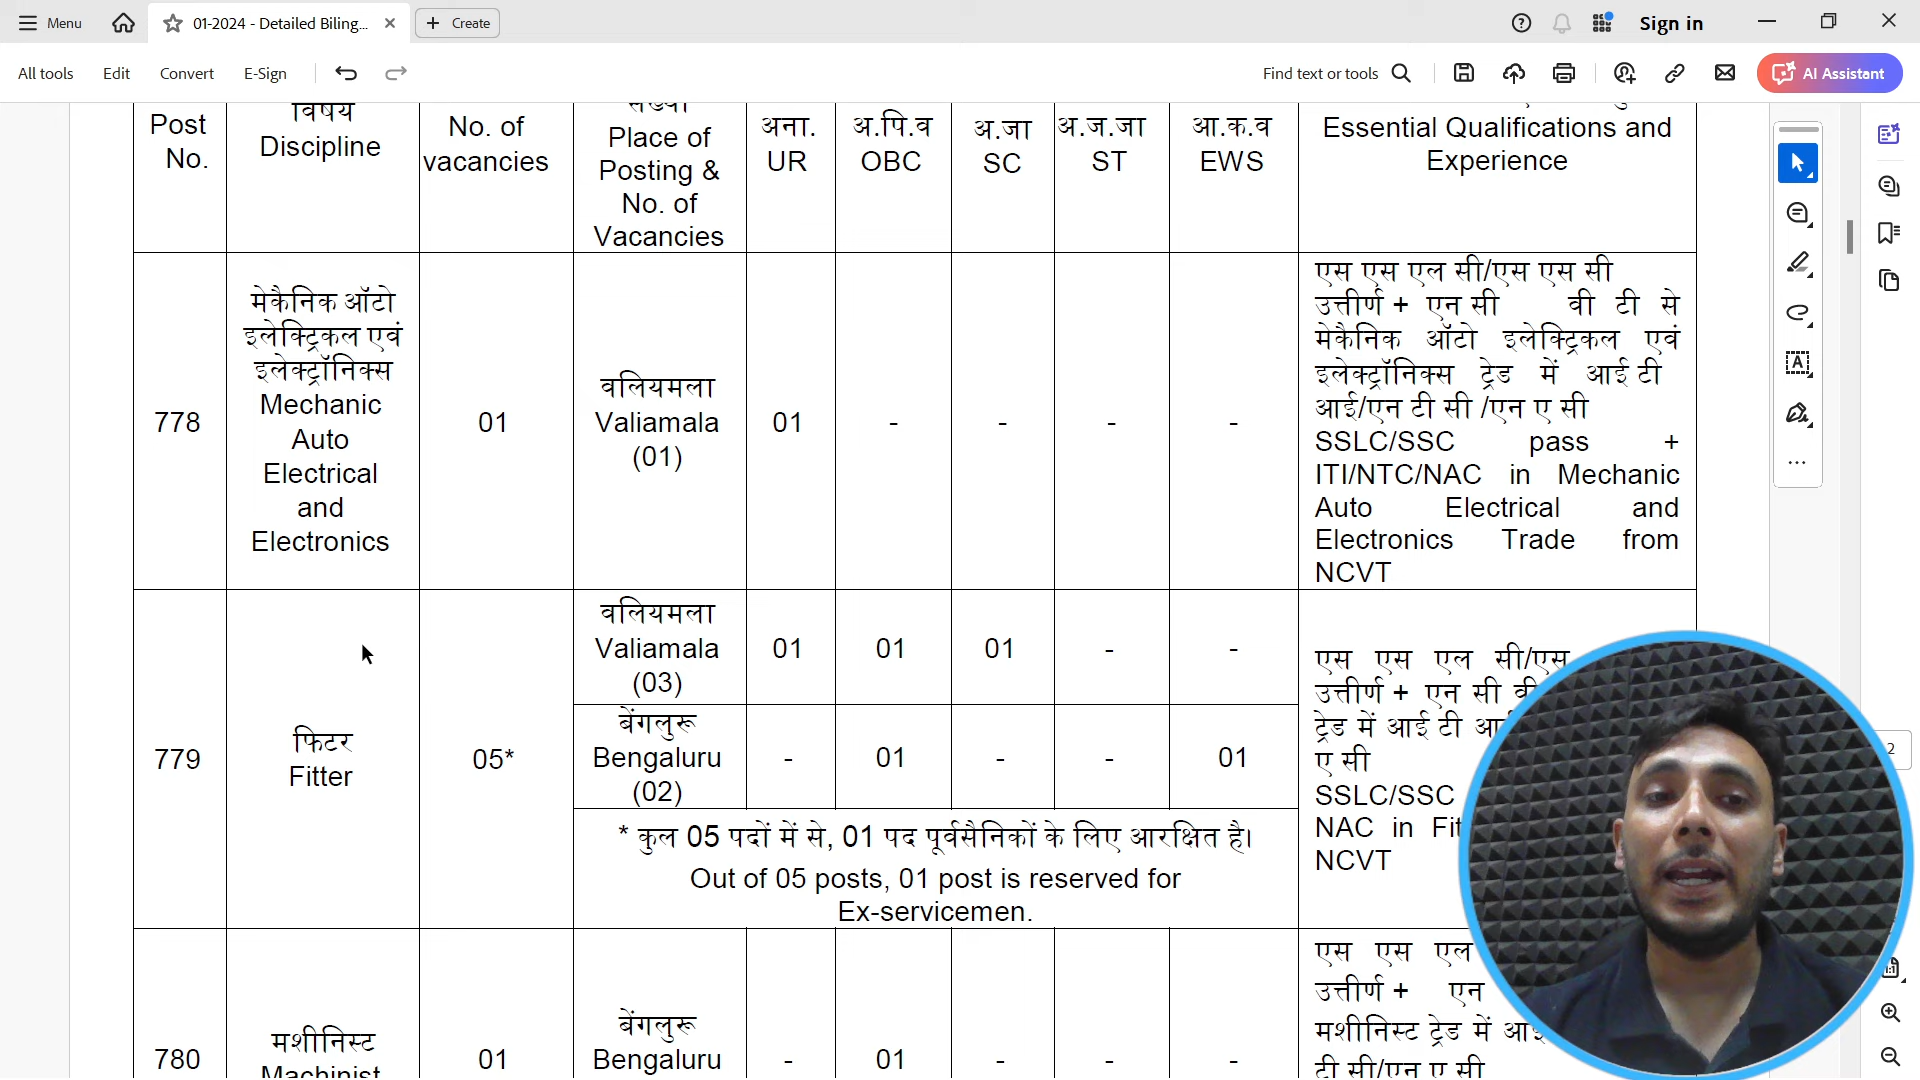 Menu
01-2024 - Detailed Biling...
Create
Sign in
All tools
Edit
Convert
E-Sign
Find text or tools
AI Assistant
Post
No.
विषय
Discipline
No. of
vacancies
संख्या
Place of
Posting &
No. of
Vacancies
अना.
UR
अ.पि.व
OBC
अ.जा
SC
अ.ज.जा
ST
आ.क.व
EWS
Essential Qualifications and
Experience
778
मेकैनिक ऑटो
इलेक्ट्रिकल एवं
इलेक्ट्रॉनिक्स
Mechanic
Auto
Electrical
and
Electronics
01
वलियमला
Valiamala
(01)
01
-
-
-
-
एस एस एल सी/एस एस सी
उत्तीर्ण + एन सी वी टी से
मेकैनिक ऑटो इलेक्ट्रिकल एवं
इलेक्ट्रॉनिक्स ट्रेड में आई टी
आई/एन टी सी /एन ए सी
SSLC/SSC pass +
ITI/NTC/NAC in Mechanic
Auto Electrical and
Electronics Trade from
NCVT
779
फिटर
Fitter
05*
वलियमला
Valiamala
(03)
01
01
01
-
-
बेंगलुरू
Bengaluru
(02)
-
01
-
-
01
* कुल 05 पदों में से, 01 पद पूर्वसैनिकों के लिए आरक्षित है।
Out of 05 posts, 01 post is reserved for
Ex-servicemen.
एस एस एल सी/एस
उत्तीर्ण + एन सी
ट्रेड में आई टी
ए सी
SSLC/SSC
NAC in
NCVT
2
780
मशीनिस्ट
Machinist
01
बेंगलुरू
Bengaluru
-
01
-
-
-
एस एस एल
उत्तीर्ण + एन
मशीनिस्ट ट्रेड में
टी सी/एन ए सी